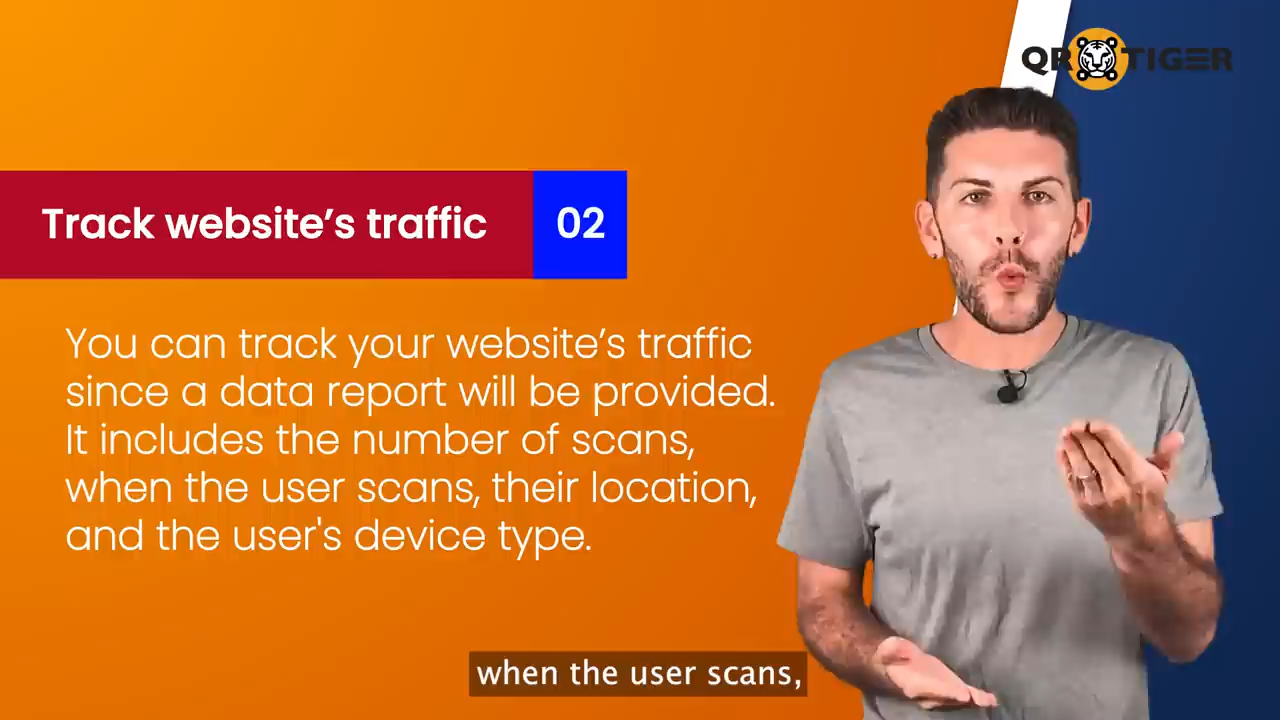 QR TIGER
Track website’s traffic
02
You can track your website’s traffic
since a data report will be provided.
It includes the number of scans,
when the user scans, their location,
and the user's device type.
when the user scans,